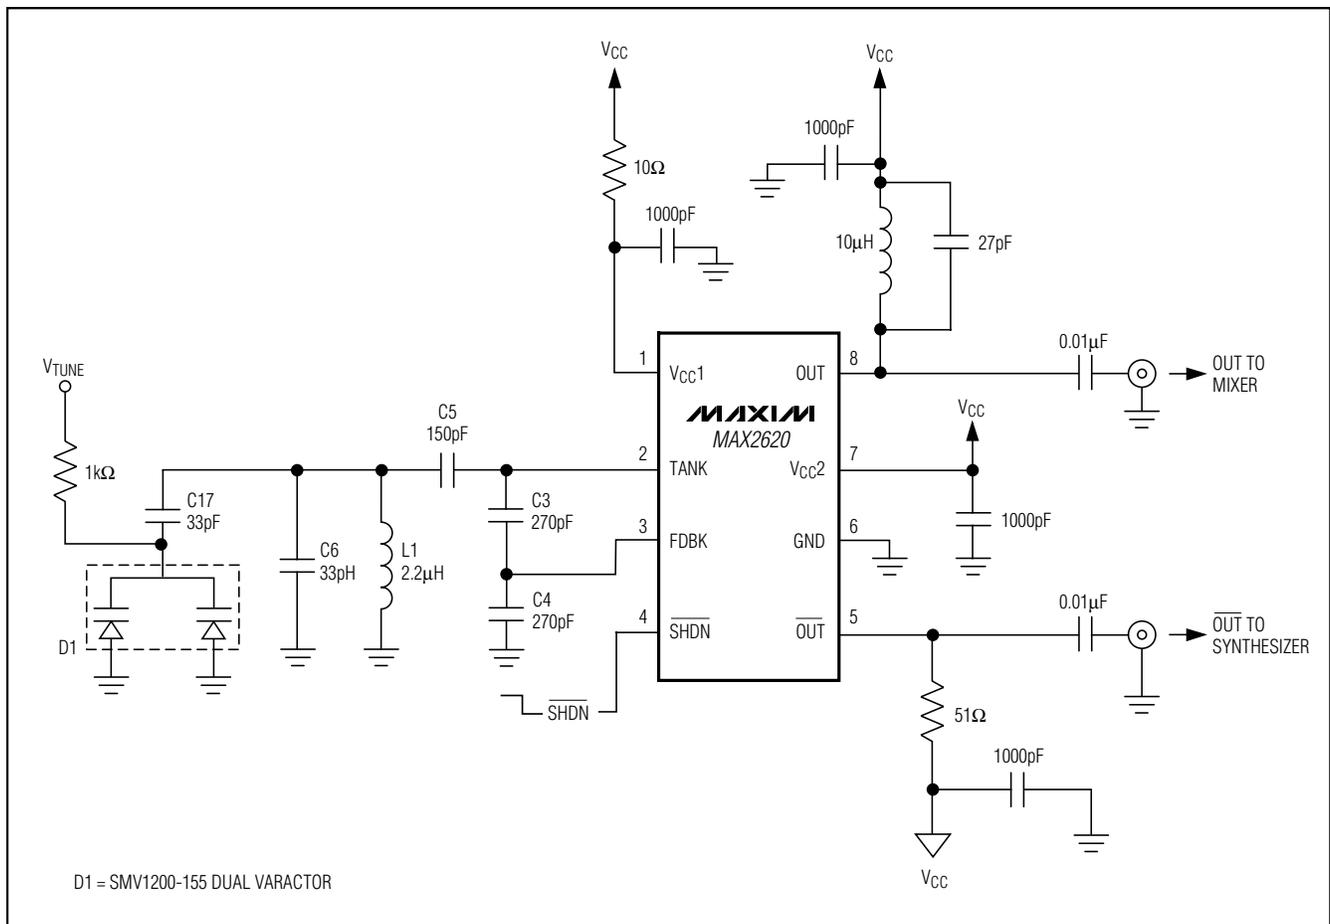 VCC
VCC
1000pF
10Ω
1000pF
10μH
27pF
0.01μF
OUT TO
MIXER
VTUNE
1
VCC1
OUT
8
MAXIM
MAX2620
VCC
C5
150pF
2
TANK
VCC2
7
1kΩ
C17
33pF
C3
270pF
3
FDBK
GND
6
1000pF
C6
33pH
L1
2.2μH
C4
270pF
4
SHDN
OUT
5
0.01μF
OUT TO
SYNTHESIZER
D1
SHDN
51Ω
1000pF
VCC
D1 = SMV1200-155 DUAL VARACTOR